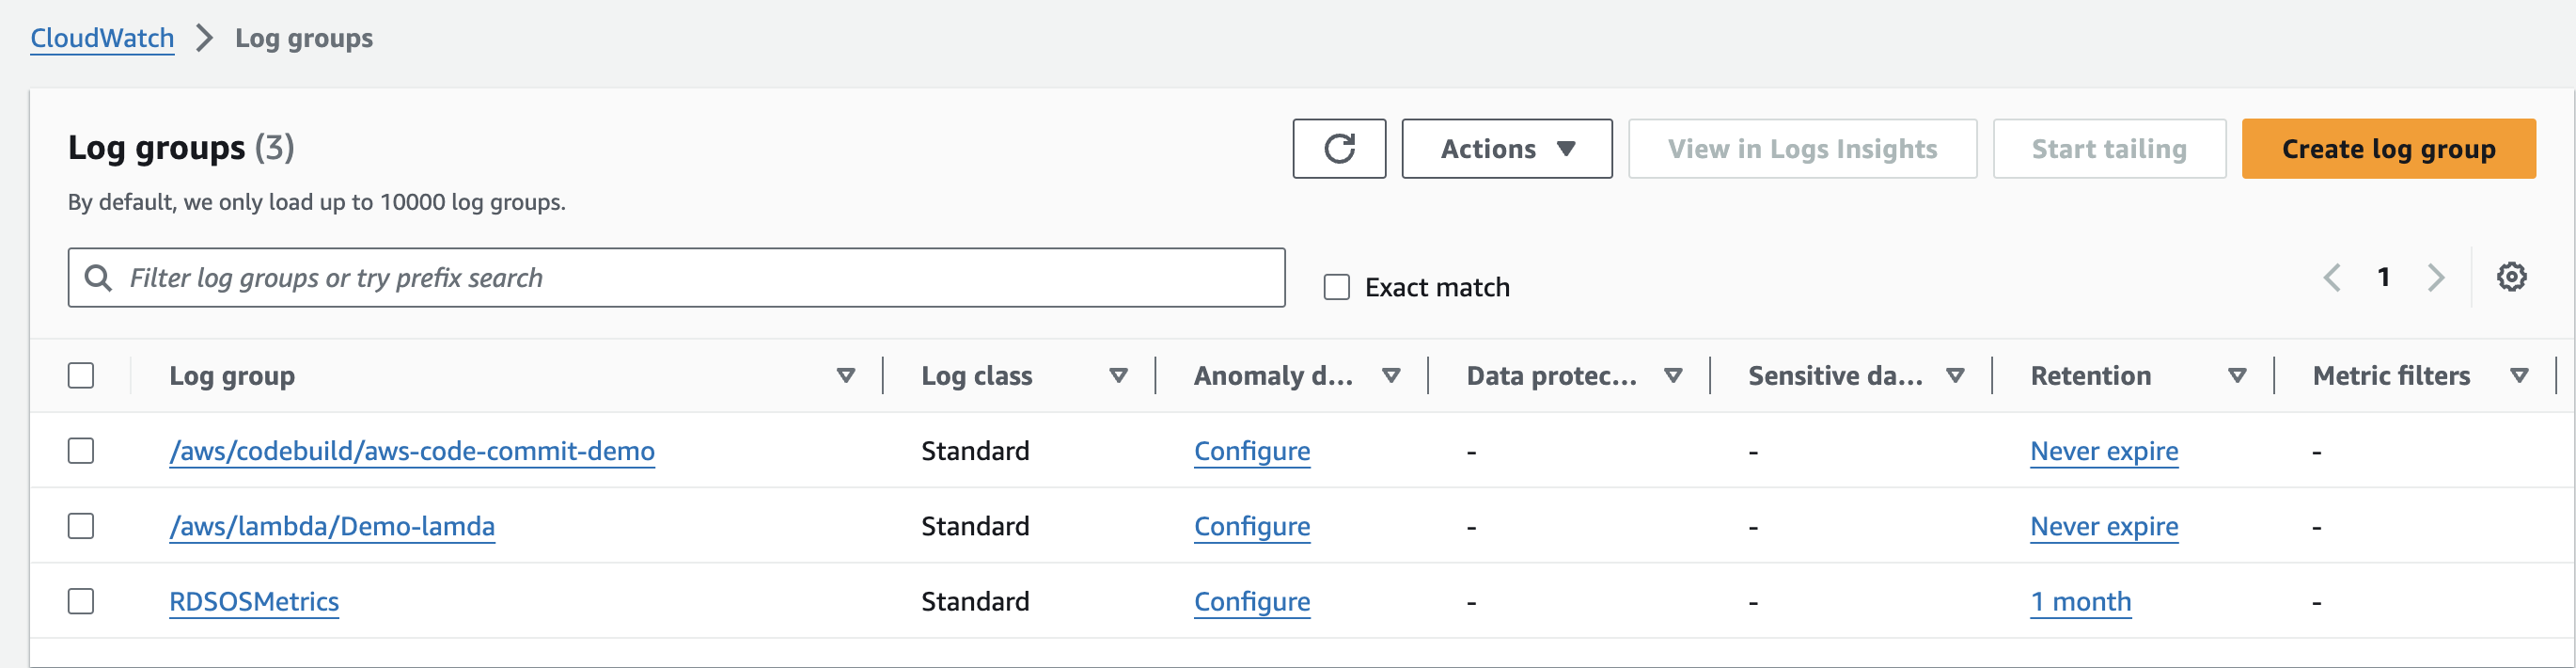 CloudWatch > Log groups
Log groups (3)
Actions View in Logs Insights Start tailing Create log group
By default, we only load up to 10000 log groups.
Filter log groups or try prefix search Exact match 1
Log group Log class Anomaly d... Data protec... Sensitive da... Retention Metric filters
/aws/codebuild/aws-code-commit-demo Standard Configure - - Never expire -
/aws/lambda/Demo-lamda Standard Configure - - Never expire -
RDSOSMetrics Standard Configure - - 1 month -